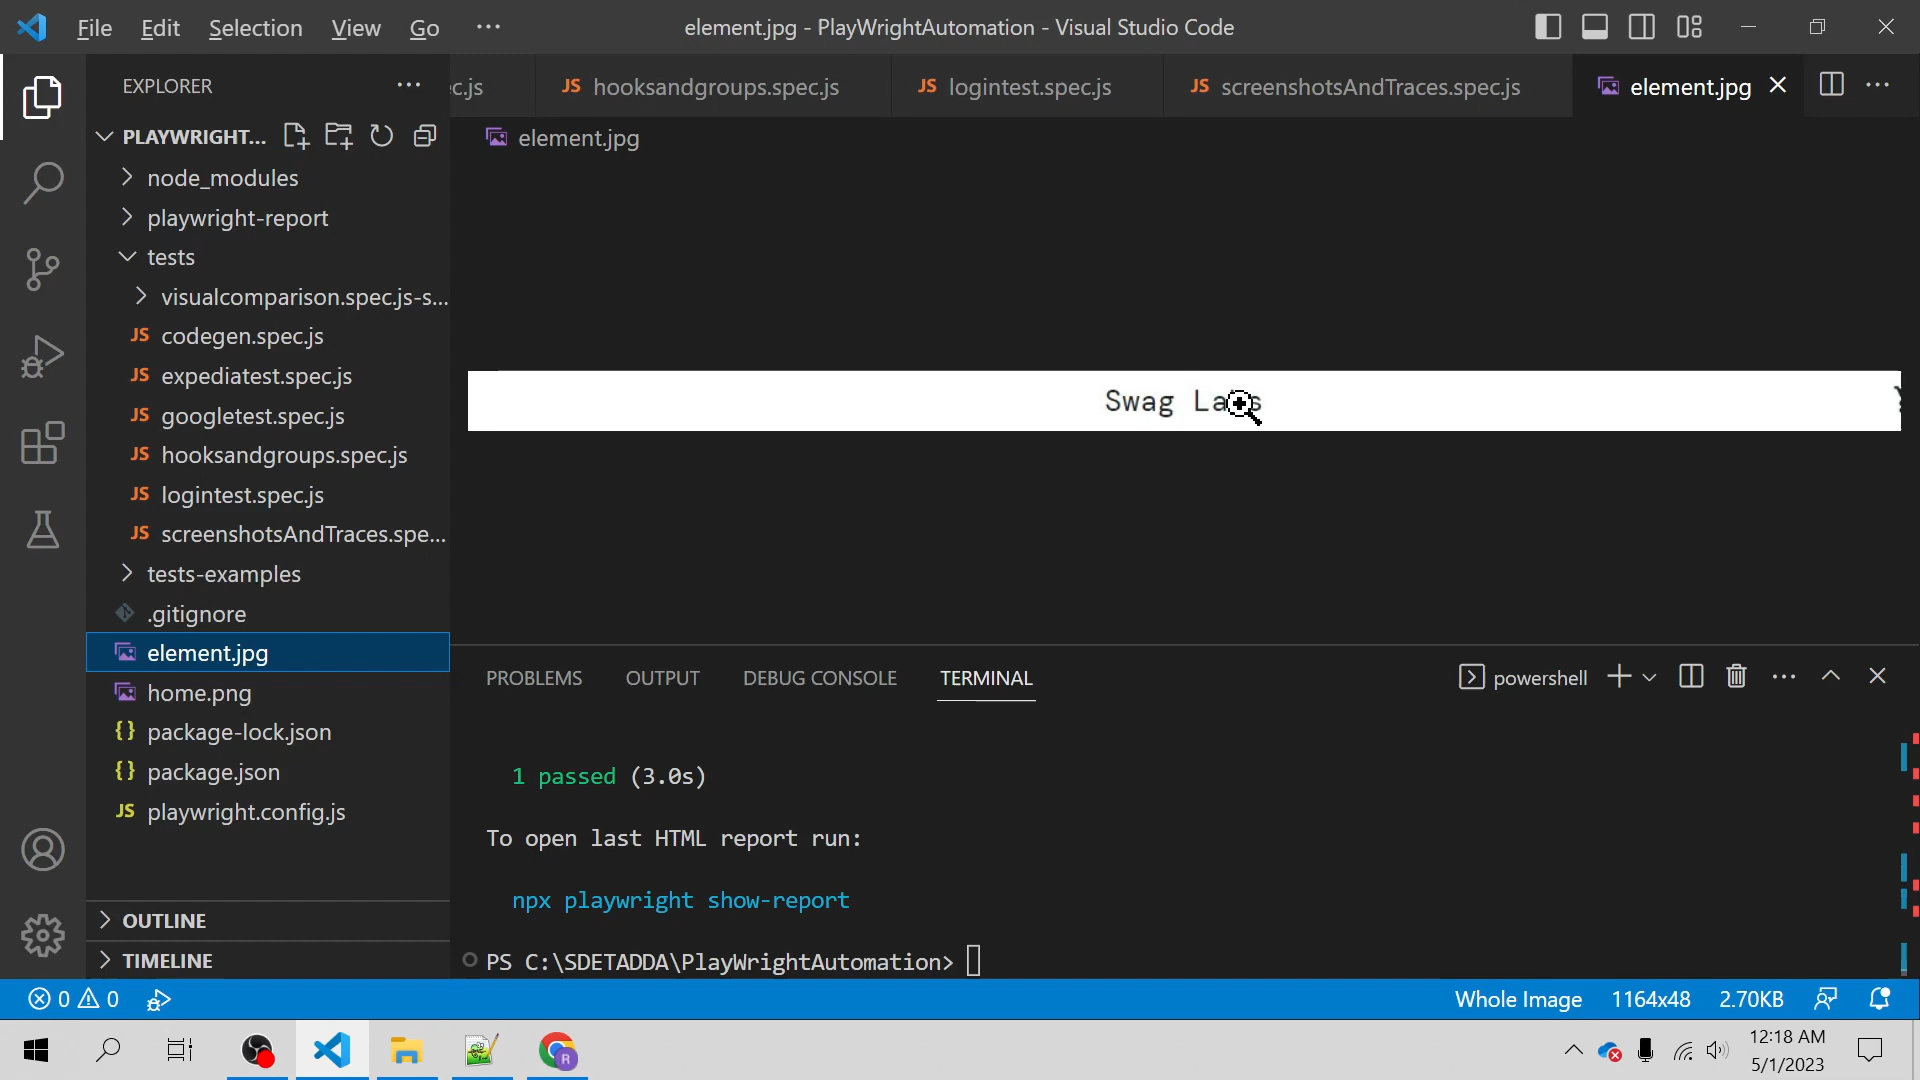 File Edit Selection View Go ··· element.jpg - PlayWrightAutomation - Visual Studio Code
EXPLORER ···
c.js JS hooksandgroups.spec.js JS logintest.spec.js JS screenshotsAndTraces.spec.js element.jpg
element.jpg
PLAYWRIGHT...
node_modules
playwright-report
tests
visualcomparison.spec.js-s...
JS codegen.spec.js
JS expediatest.spec.js
JS googletest.spec.js
JS hooksandgroups.spec.js
JS logintest.spec.js
JS screenshotsAndTraces.spe...
tests-examples
.gitignore
element.jpg
home.png
{} package-lock.json
{} package.json
JS playwright.config.js
OUTLINE
TIMELINE
Swag
PROBLEMS OUTPUT DEBUG CONSOLE TERMINAL powershell
1 passed (3.0s)
To open last HTML report run:
npx playwright show-report
PS C:\SDETADDA\PlayWrightAutomation>
0 0 Whole Image 1164x48 2.70KB
R
12:18 AM
5/1/2023